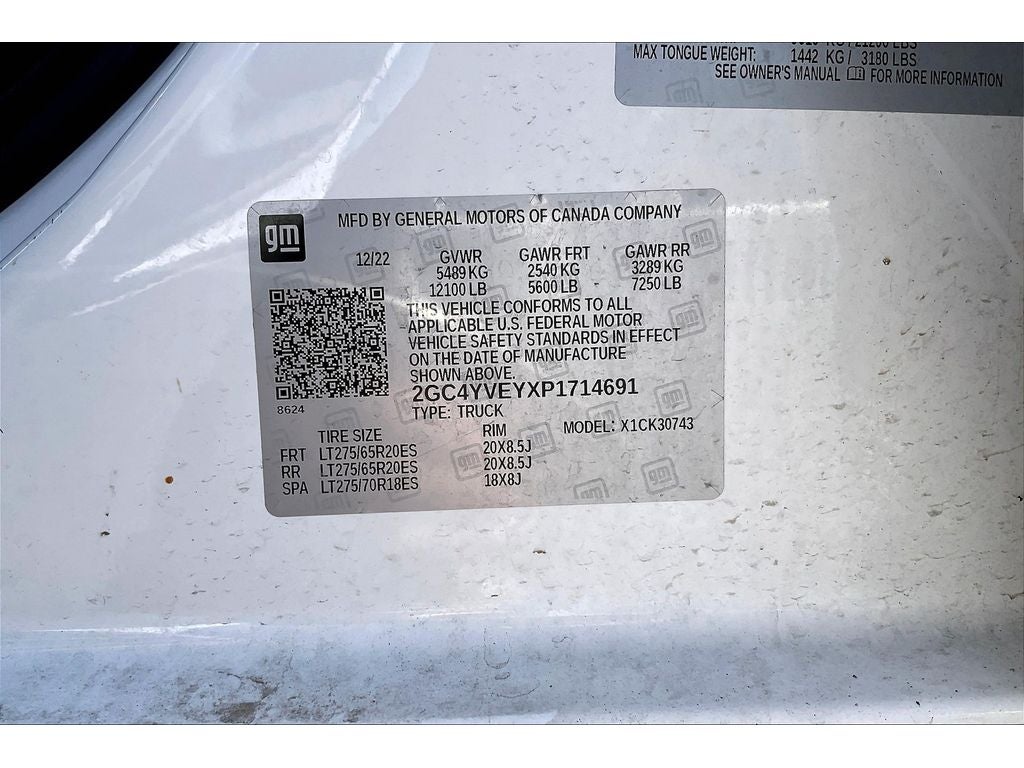 KG / 21200 LBS
MAX TONGUE WEIGHT: 1442 KG / 3180 LBS
SEE OWNER'S MANUAL FOR MORE INFORMATION
gm
MFD BY GENERAL MOTORS OF CANADA COMPANY
12/22 GVWR GAWR FRT GAWR RR
5489 KG 2540 KG 3289 KG
12100 LB 5600 LB 7250 LB
THIS VEHICLE CONFORMS TO ALL
APPLICABLE U.S. FEDERAL MOTOR
VEHICLE SAFETY STANDARDS IN EFFECT
ON THE DATE OF MANUFACTURE
SHOWN ABOVE.
2GC4YVEYXP1714691
8624
TYPE: TRUCK
TIRE SIZE RIM MODEL: X1CK30743
FRT LT275/65R20ES 20X8.5J
RR LT275/65R20ES 20X8.5J
SPA LT275/70R18ES 18X8J